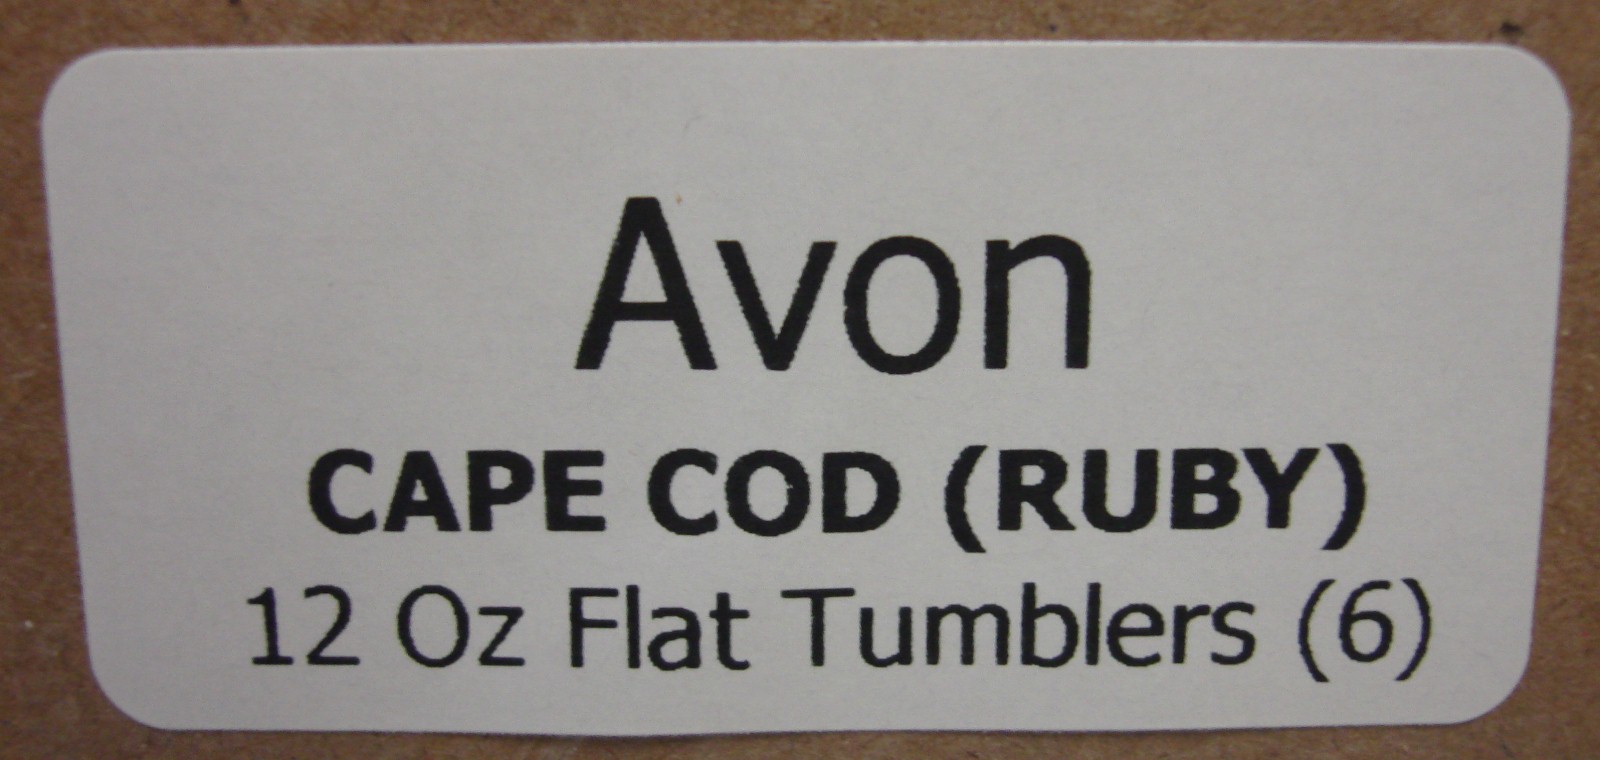 Avon
CAPE COD (RUBY)
12 Oz Flat Tumblers (6)